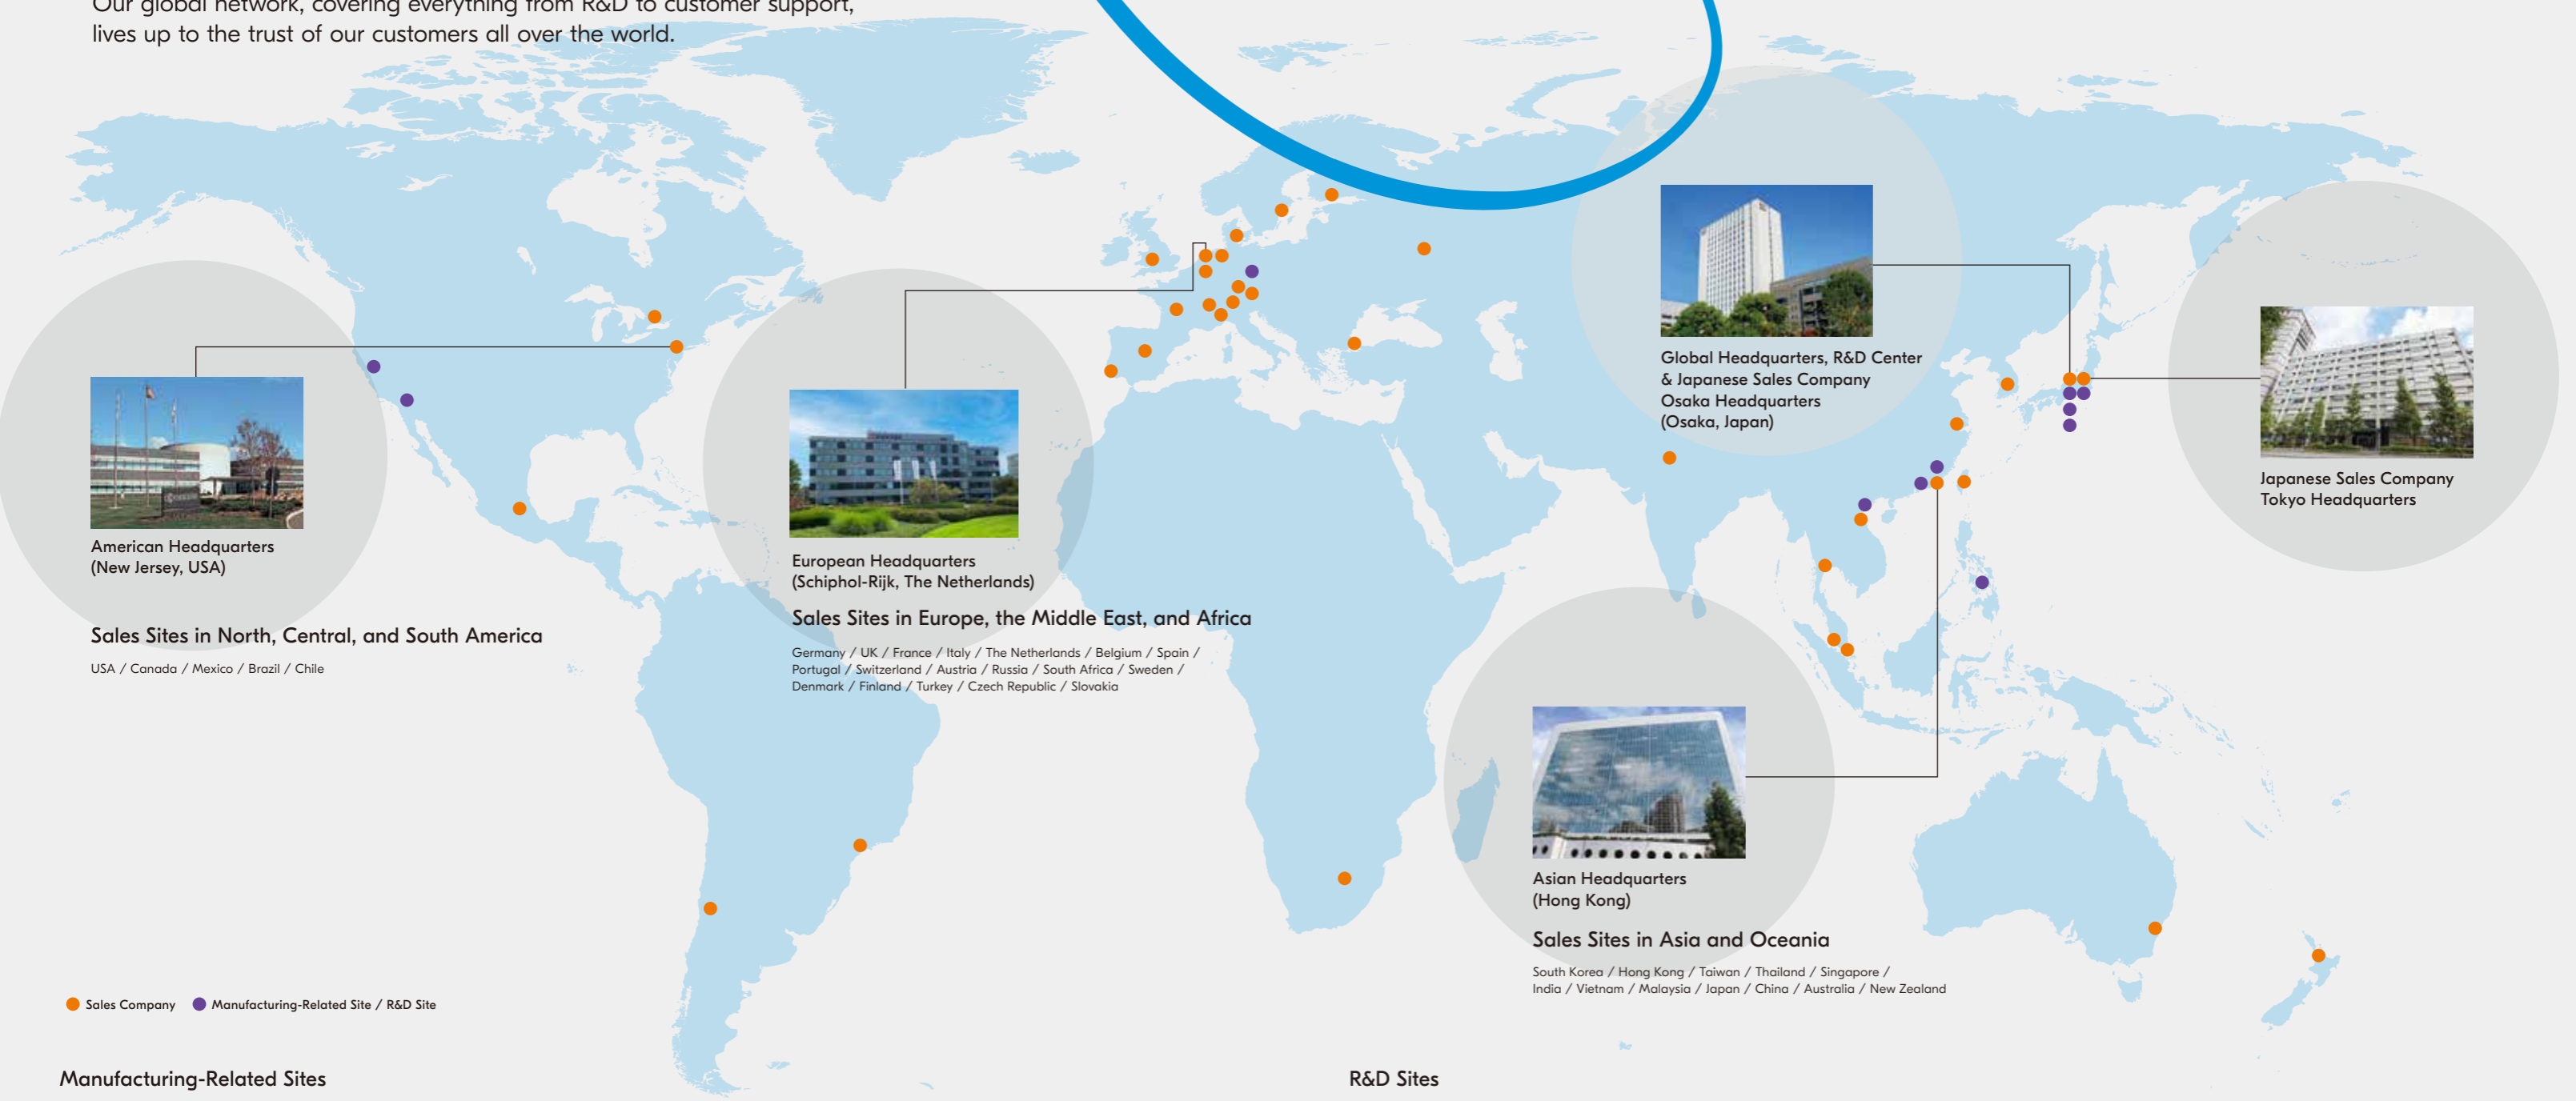 Our global network, covering everything from R&D to customer support,
lives up to the trust of our customers all over the world.
Global Headquarters, R&D Center
& Japanese Sales Company
Osaka Headquarters
(Osaka, Japan)
Japanese Sales Company
Tokyo Headquarters
American Headquarters
(New Jersey, USA)
Sales Sites in North, Central, and South America
USA / Canada / Mexico / Brazil / Chile
European Headquarters
(Schiphol-Rijk, The Netherlands)
Sales Sites in Europe, the Middle East, and Africa
Germany / UK / France / Italy / The Netherlands / Belgium / Spain /
Portugal / Switzerland / Austria / Russia / South Africa / Sweden /
Denmark / Finland / Turkey / Czech Republic / Slovakia
Asian Headquarters
(Hong Kong)
Sales Sites in Asia and Oceania
South Korea / Hong Kong / Taiwan / Thailand / Singapore /
India / Vietnam / Malaysia / Japan / China / Australia / New Zealand
Sales Company
Manufacturing-Related Site / R&D Site
Manufacturing-Related Sites
R&D Sites